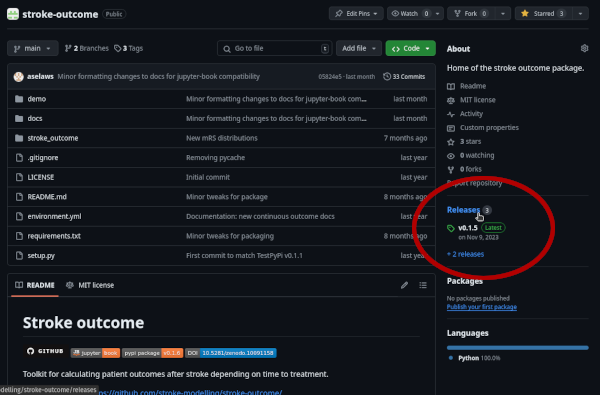 stroke-outcome Public
Edit Pins Watch 0 Fork 0 Starred 3
main 2 Branches 3 Tags Go to file t Add file Code
aselaws Minor formatting changes to docs for jupyter-book compatibility 05824e5 · last month 33 Commits
demo Minor formatting changes to docs for jupyter-book com... last month
docs Minor formatting changes to docs for jupyter-book com... last month
stroke_outcome New mRS distributions 7 months ago
.gitignore Removing pycache last year
LICENSE Initial commit last year
README.md Minor tweaks for package 8 months ago
environment.yml Documentation: new continuous outcome docs last year
requirements.txt Minor tweaks for packaging 8 months ago
setup.py First commit to match TestPyPi v0.1.1 last year
README MIT license
Stroke outcome
GITHUB jupyter book pypi package v0.1.6 DOI 10.5281/zenodo.10991158
Toolkit for calculating patient outcomes after stroke depending on time to treatment.
ps://github.com/stroke-modelling/stroke-outcome/
delling/stroke-outcome/releases
About
Home of the stroke outcome package.
Readme
MIT license
Activity
Custom properties
3 stars
0 watching
0 forks
Report repository
Releases 3
v0.1.5 Latest
on Nov 9, 2023
+ 2 releases
Packages
No packages published
Publish your first package
Languages
Python 100.0%